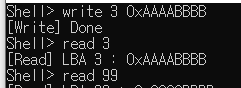 Shell> write 3 0xAAAABBBB
[Write] Done
Shell> read 3
[Read] LBA 3 : 0xAAAABBBB
Shell> read 99